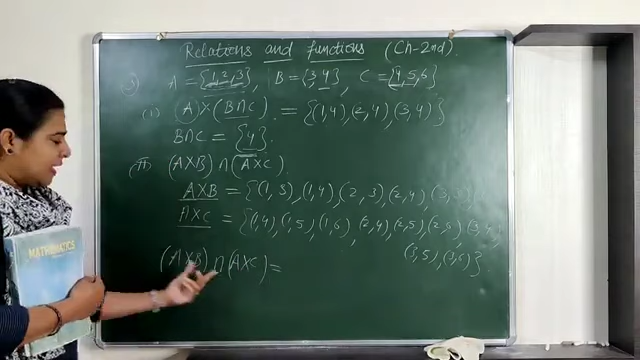 Relations and functions (Ch-2nd).
3) A = {1,2,3}, B = {3,4}, C = {4,5,6}
(i) (A)×(B∩C) = {(1,4),(2,4),(3,4)}
B∩C = {4}
(ii) (A×B)∩(A×C).
A×B = {(1,3),(1,4),(2,3),(2,4),(3,3)
A×C = {(1,4),(1,5),(1,6),(2,4),(2,5),(2,6),(3,4),
(3,5),(3,6)}
(A×B)∩(A×C) =
MATHEMATICS